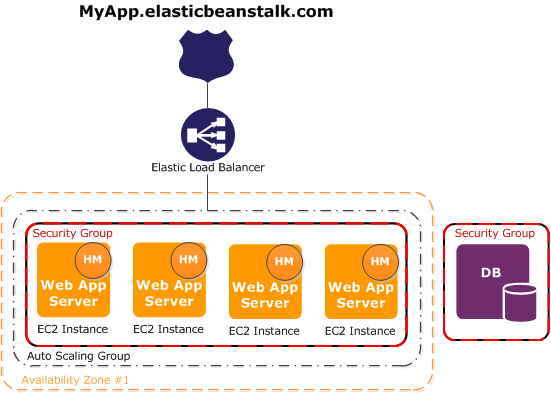 MyApp.elasticbeanstalk.com
Elastic Load Balancer
Security Group
HM
HM
HM
HM
Web App
Server
Web App
Server
Web App
Server
Web App
Server
EC2 Instance
EC2 Instance
EC2 Instance
EC2 Instance
Auto Scaling Group
Availability Zone #1
Security Group
DB